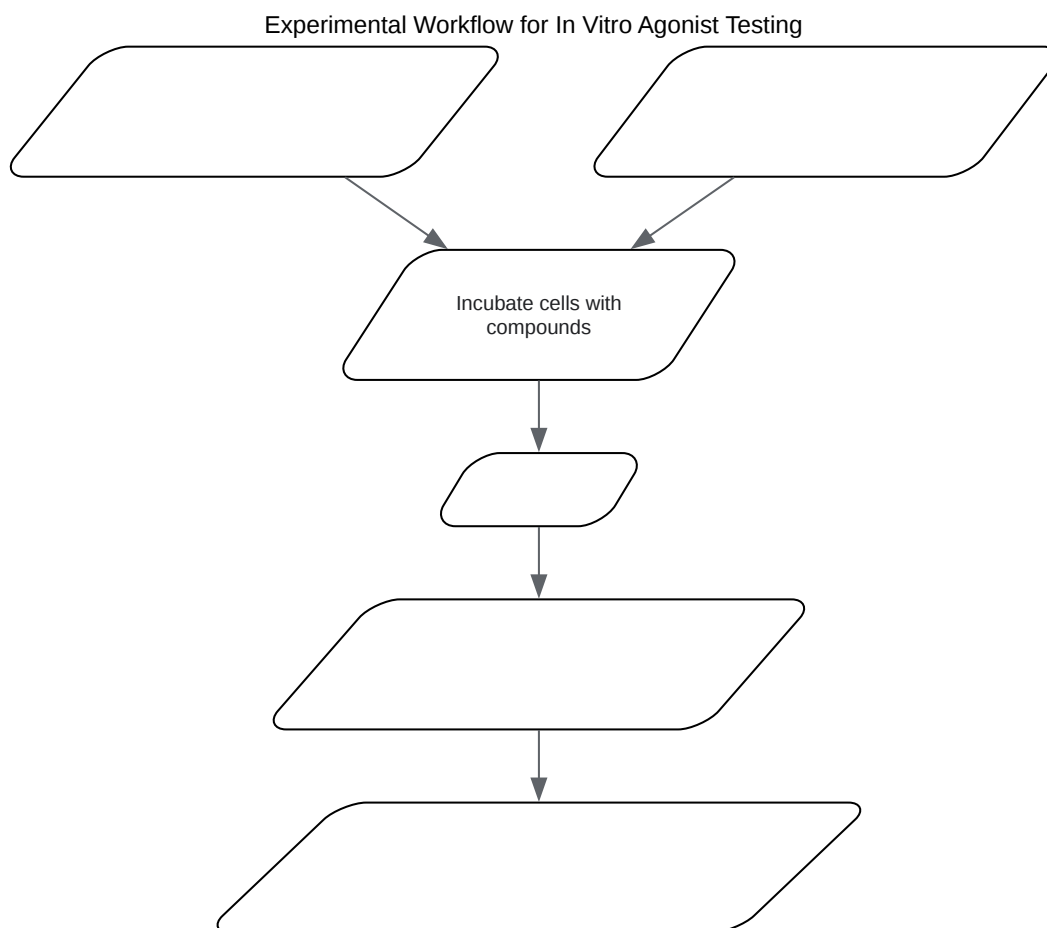 Experimental Workflow for In Vitro Agonist Testing
Incubate cells with
compounds